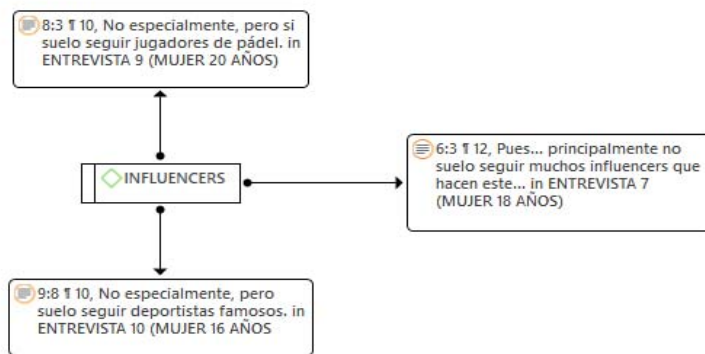 8:3 ¶ 10, No especialmente, pero si
suelo seguir jugadores de pádel. in
ENTREVISTA 9 (MUJER 20 AÑOS)
INFLUENCERS
6:3 ¶ 12, Pues... principalmente no
suelo seguir muchos influencers que
hacen este... in ENTREVISTA 7
(MUJER 18 AÑOS)
9:8 ¶ 10, No especialmente, pero
suelo seguir deportistas famosos. in
ENTREVISTA 10 (MUJER 16 AÑOS